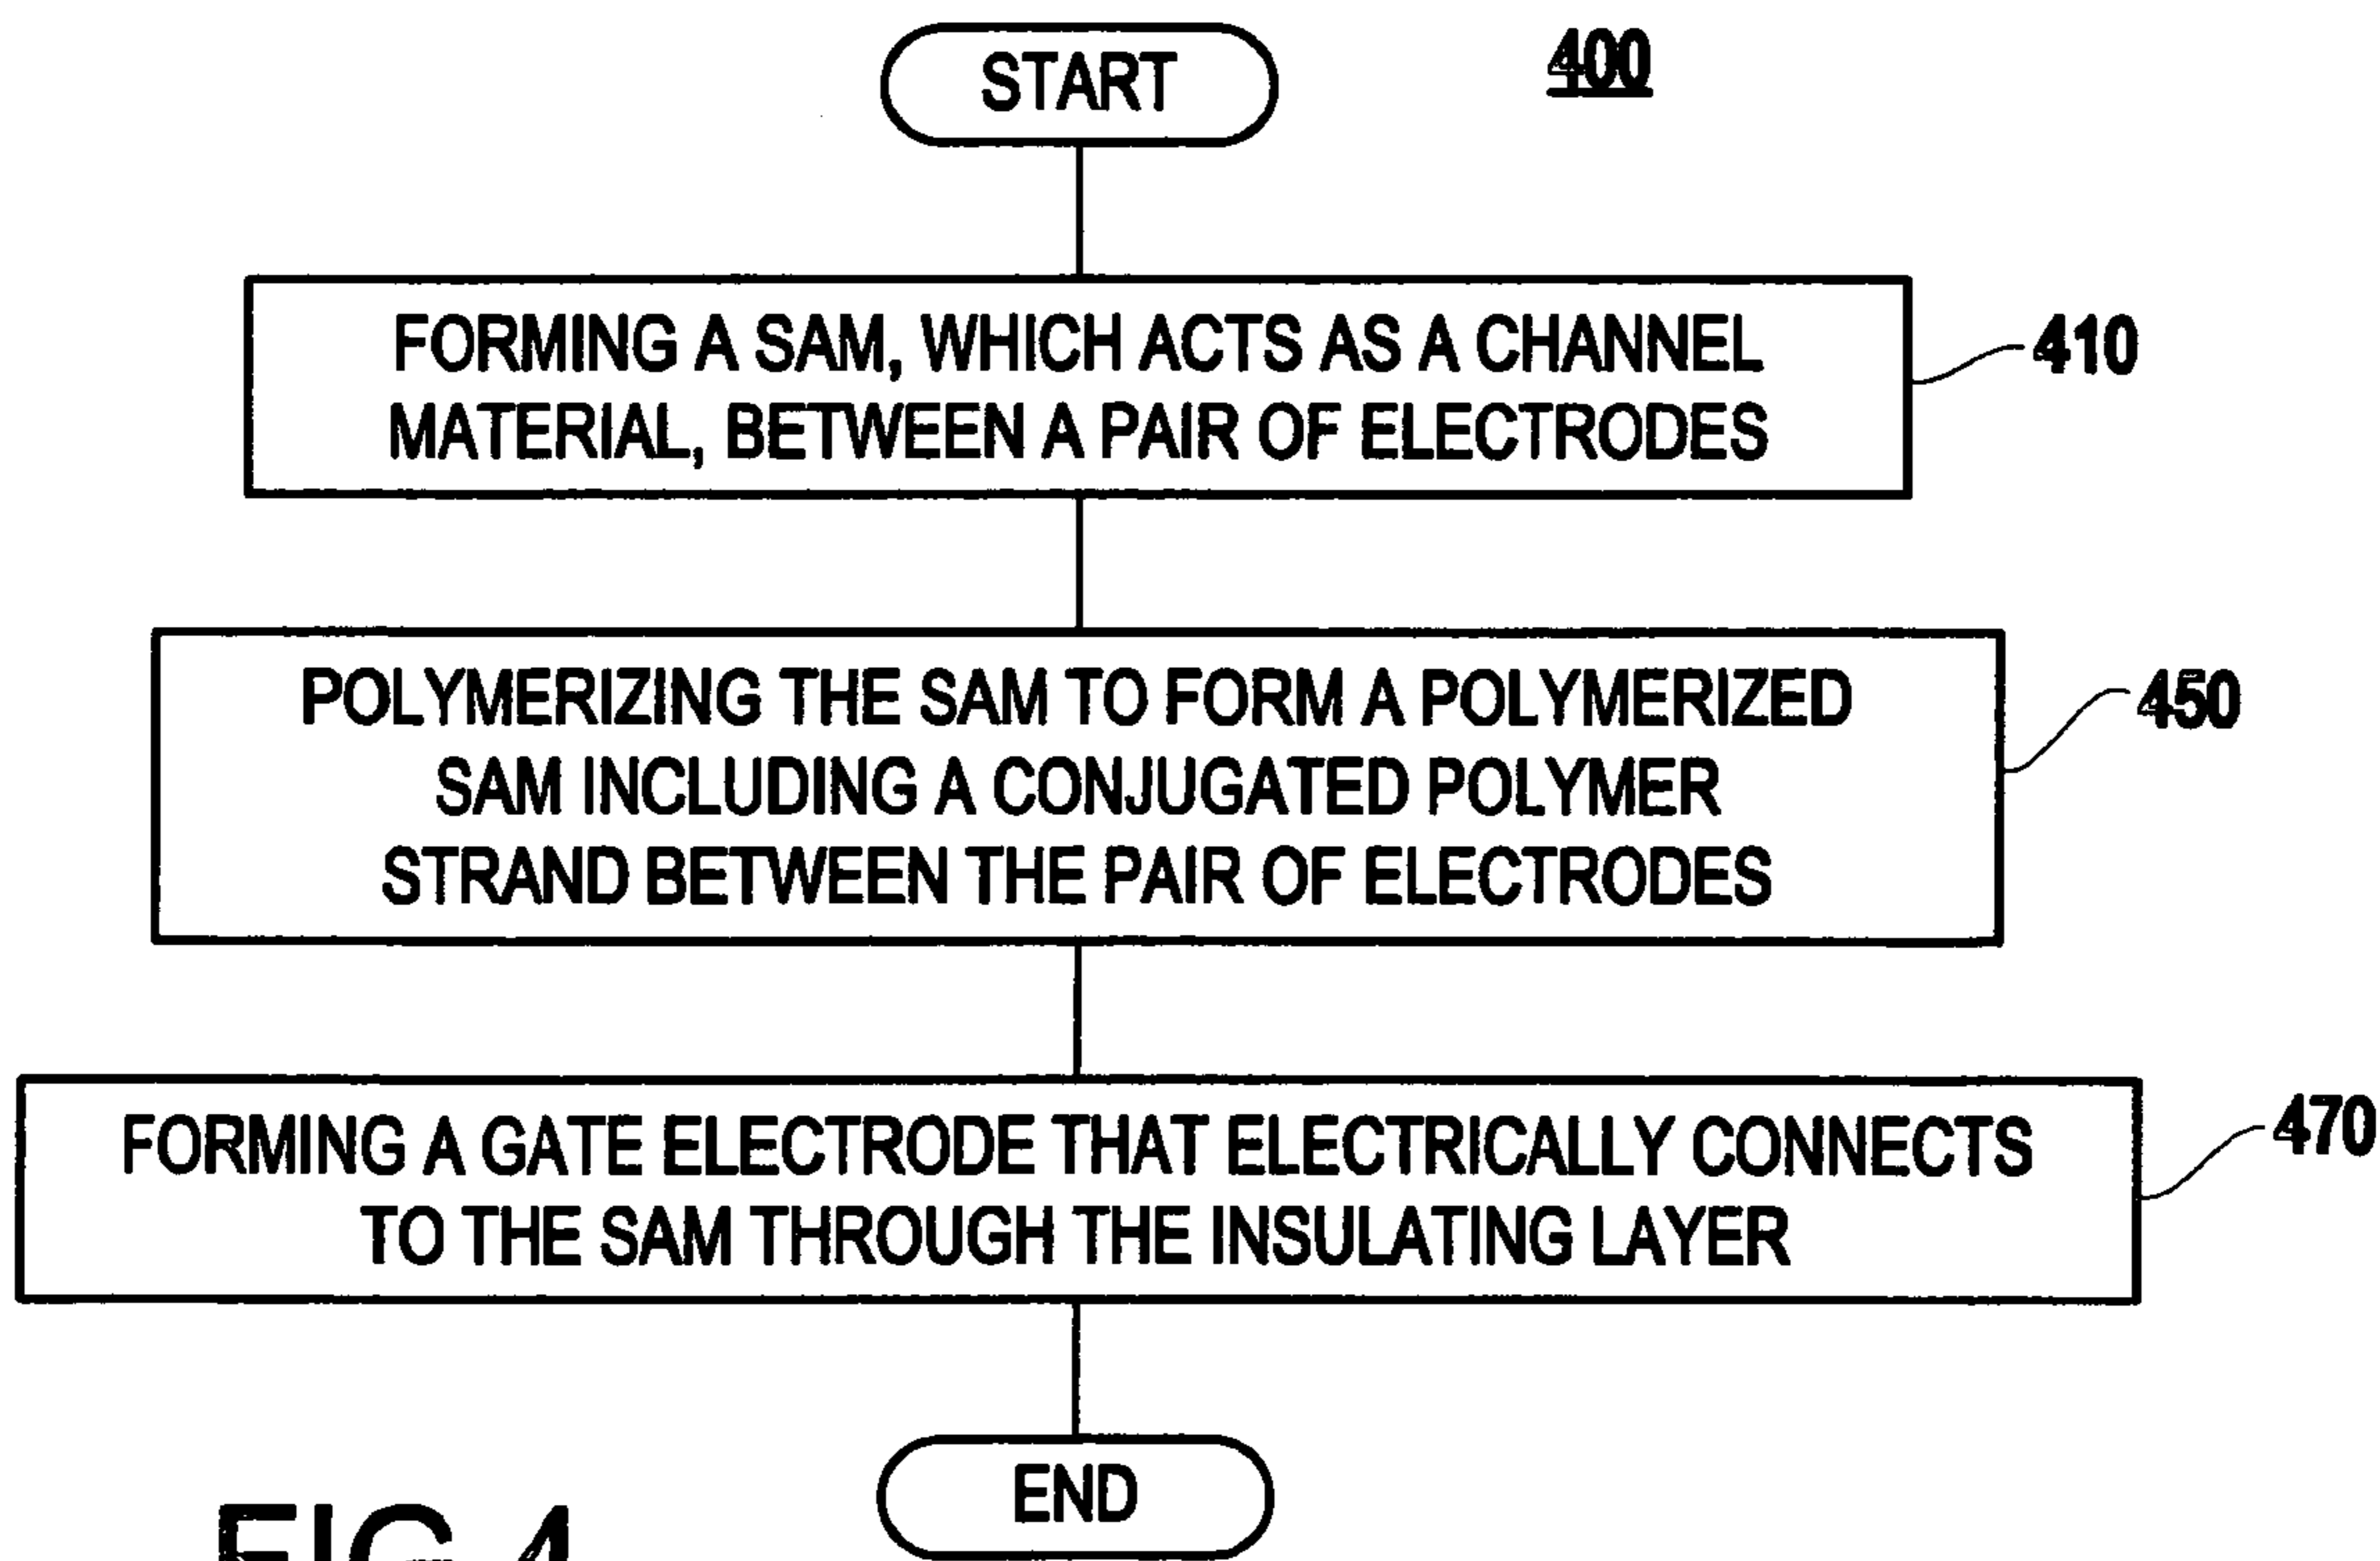 START
400
FORMING A SAM, WHICH ACTS AS A CHANNEL
MATERIAL, BETWEEN A PAIR OF ELECTRODES
410
POLYMERIZING THE SAM TO FORM A POLYMERIZED
SAM INCLUDING A CONJUGATED POLYMER
STRAND BETWEEN THE PAIR OF ELECTRODES
450
FORMING A GATE ELECTRODE THAT ELECTRICALLY CONNECTS
TO THE SAM THROUGH THE INSULATING LAYER
470
END
FIG.4